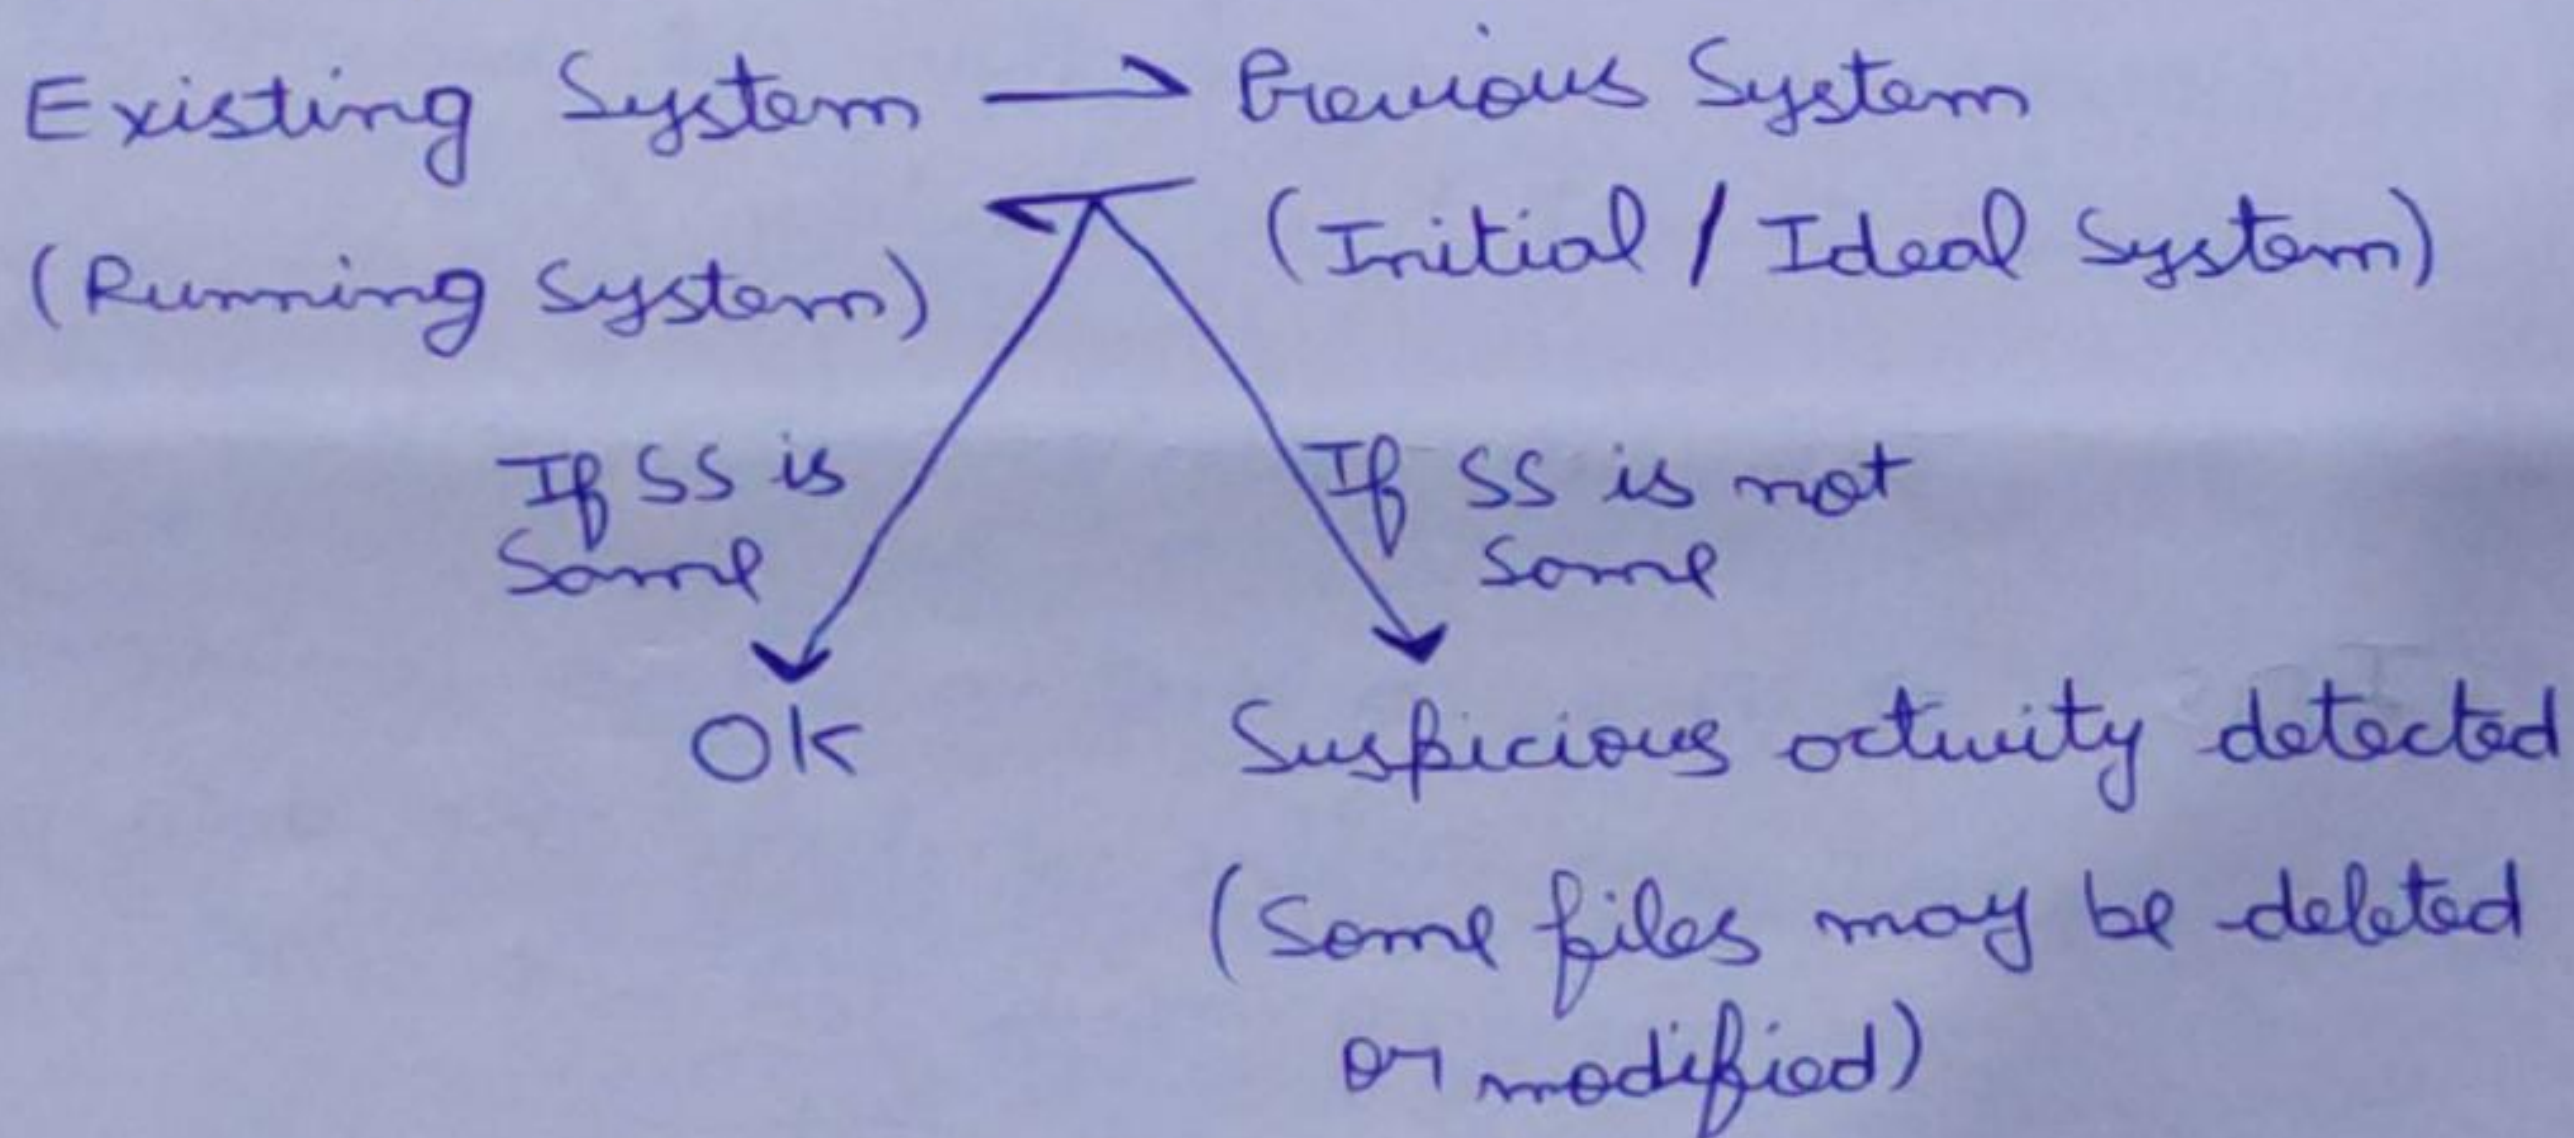 Existing System → Previous System
(Running System) (Initial / Ideal System)
If SS is If SS is not
Same Same
OK Suspicious activity detected
(Some files may be deleted
or modified)